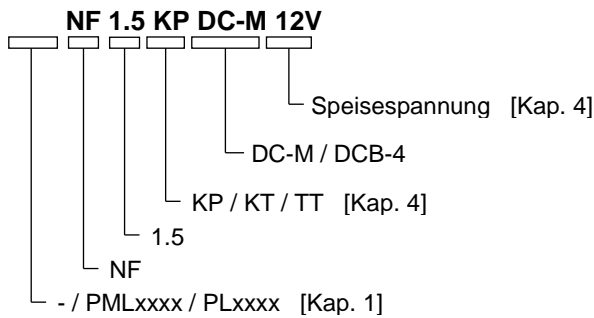 NF 1.5 KP DC-M 12V
Speisespannung [Kap. 4]
DC-M / DCB-4
KP / KT / TT [Kap. 4]
1.5
NF
- / PMLxxxx / PLxxxx [Kap. 1]